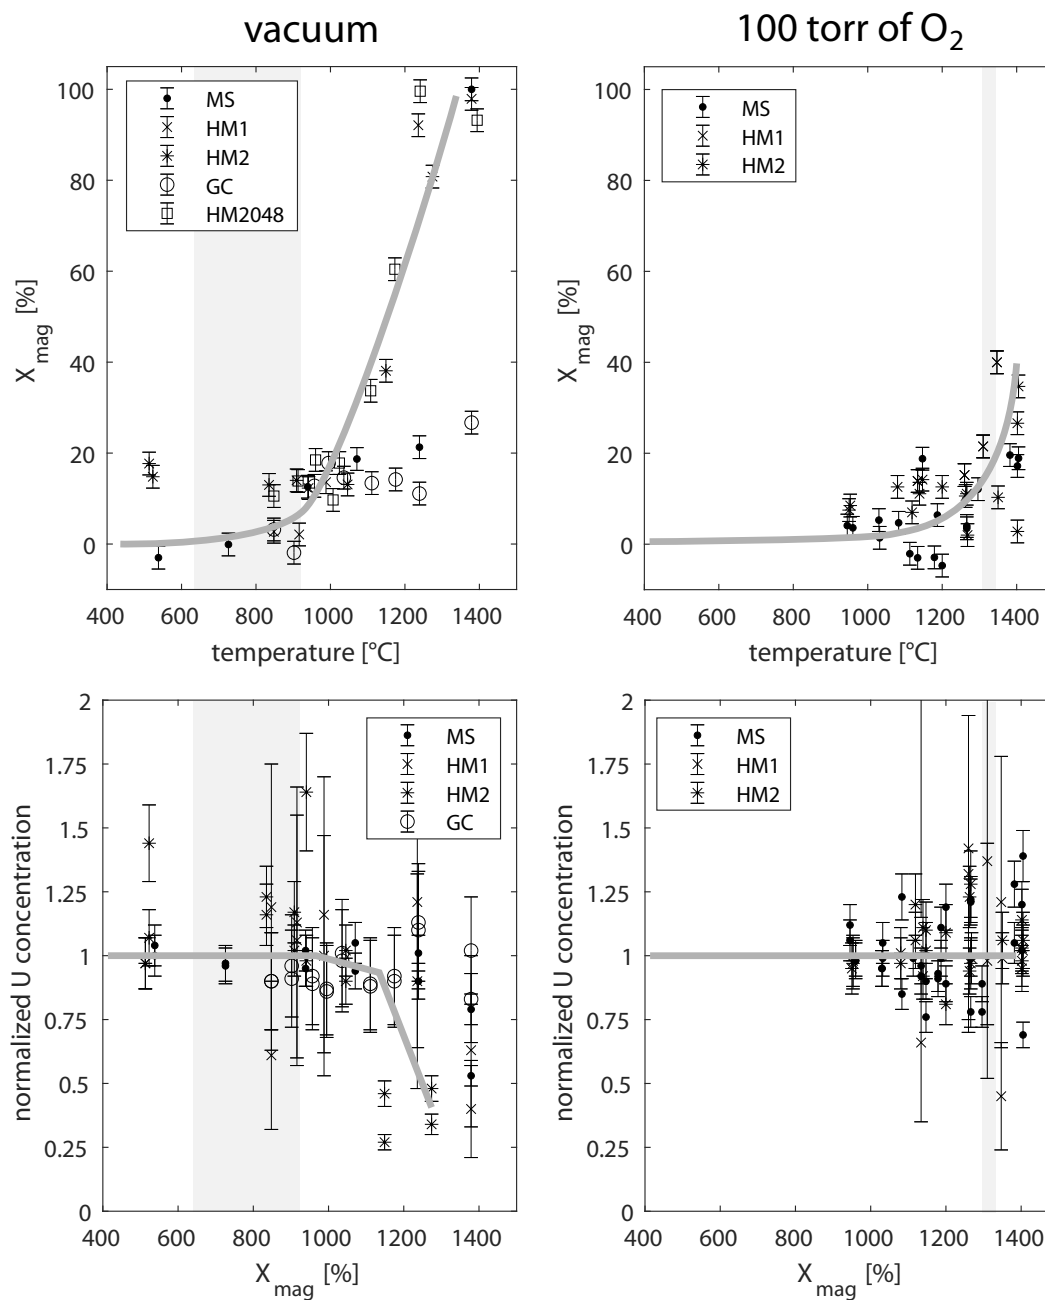 vacuum
100 torr of O2
100
80
60
40
20
0
X mag [%]
MS
HM1
HM2
GC
HM2048
400 600 800 1000 1200 1400
temperature [°C]
100
80
60
40
20
0
X mag [%]
MS
HM1
HM2
400 600 800 1000 1200 1400
temperature [°C]
2
1.75
1.5
1.25
1
0.75
0.5
0.25
0
normalized U concentration
MS
HM1
HM2
GC
400 600 800 1000 1200 1400
X mag [%]
2
1.75
1.5
1.25
1
0.75
0.5
0.25
0
normalized U concentration
MS
HM1
HM2
400 600 800 1000 1200 1400
X mag [%]